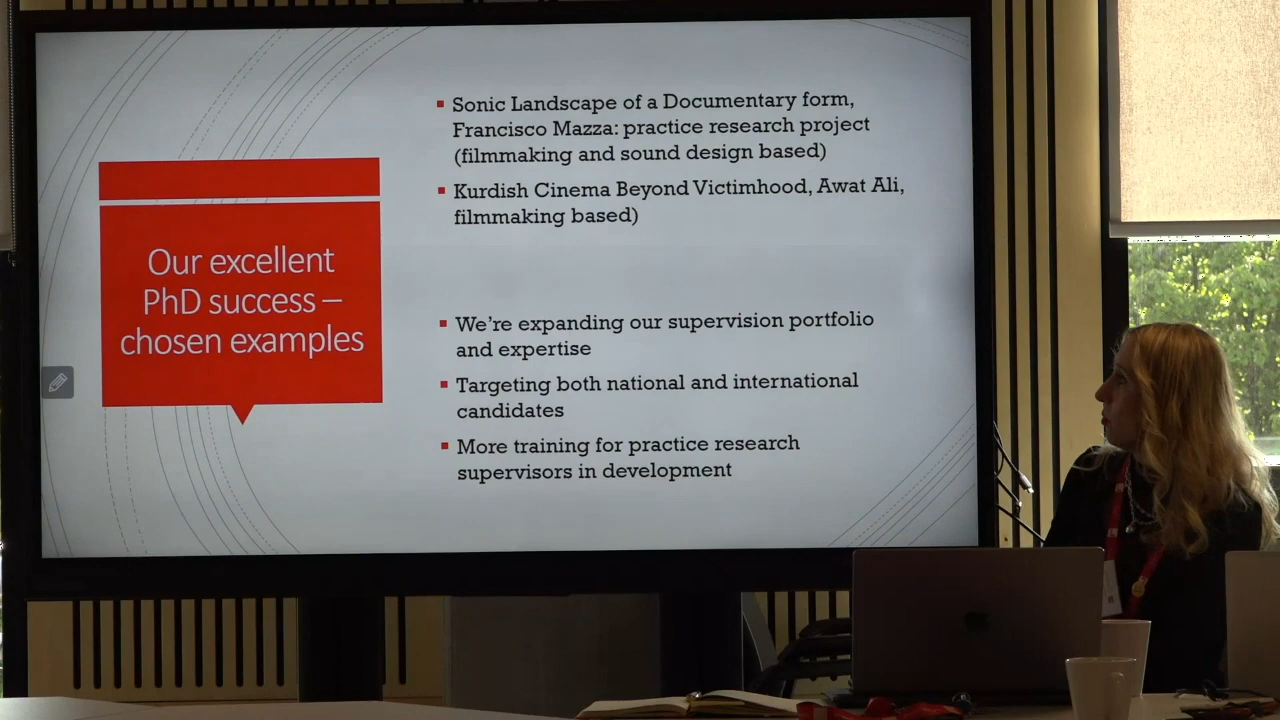 Our excellent
PhD success –
chosen examples
▪ Sonic Landscape of a Documentary form,
Francisco Mazza: practice research project
(filmmaking and sound design based)
▪ Kurdish Cinema Beyond Victimhood, Awat Ali,
filmmaking based)
▪ We're expanding our supervision portfolio
and expertise
▪ Targeting both national and international
candidates
▪ More training for practice research
supervisors in development